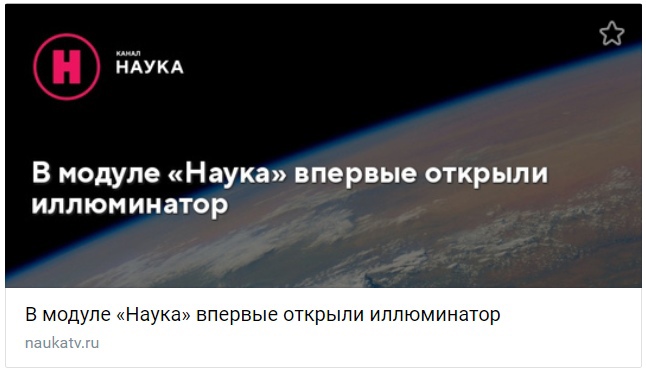 КАНАЛ
НАУКА
В модуле «Наука» впервые открыли
иллюминатор
В модуле «Наука» впервые открыли иллюминатор
naukatv.ru